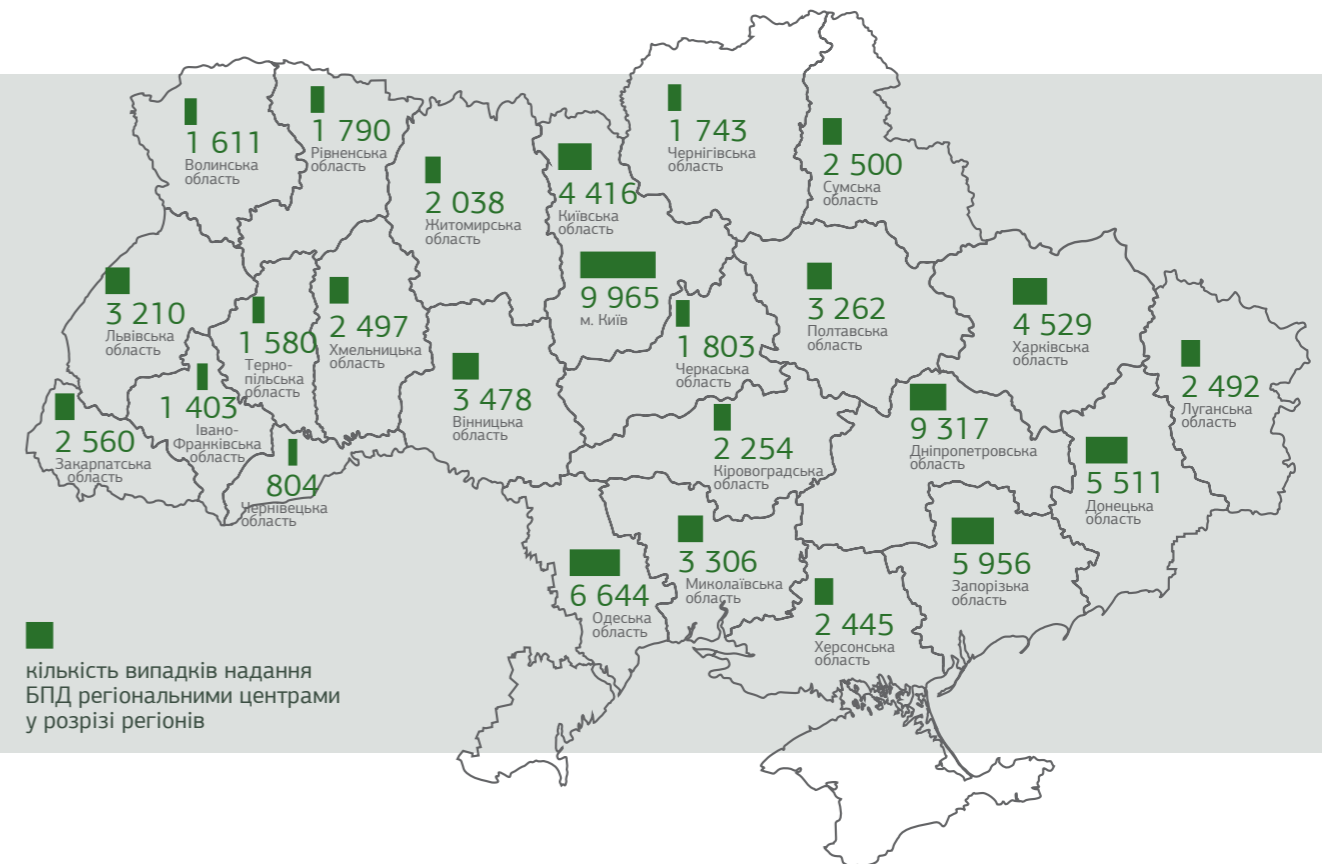 1 611
Волинська
область
1 790
Рівненська
область
2 038
Житомирська
область
4 416
Київська
область
9 965
м. Київ
1 743
Чернігівська
область
2 500
Сумська
область
3 210
Львівська
область
1 580
Терно-
пільська
область
2 497
Хмельницька
область
3 478
Вінницька
область
1 803
Черкаська
область
3 262
Полтавська
область
4 529
Харківська
область
2 492
Луганська
область
2 560
Закарпатська
область
1 403
Івано-
Франківська
область
804
Чернівецька
область
2 254
Кіровоградська
область
9 317
Дніпропетровська
область
5 511
Донецька
область
6 644
Одеська
область
3 306
Миколаївська
область
2 445
Херсонська
область
5 956
Запорізька
область
кількість випадків надання
БПД регіональними центрами
у розрізі регіонів